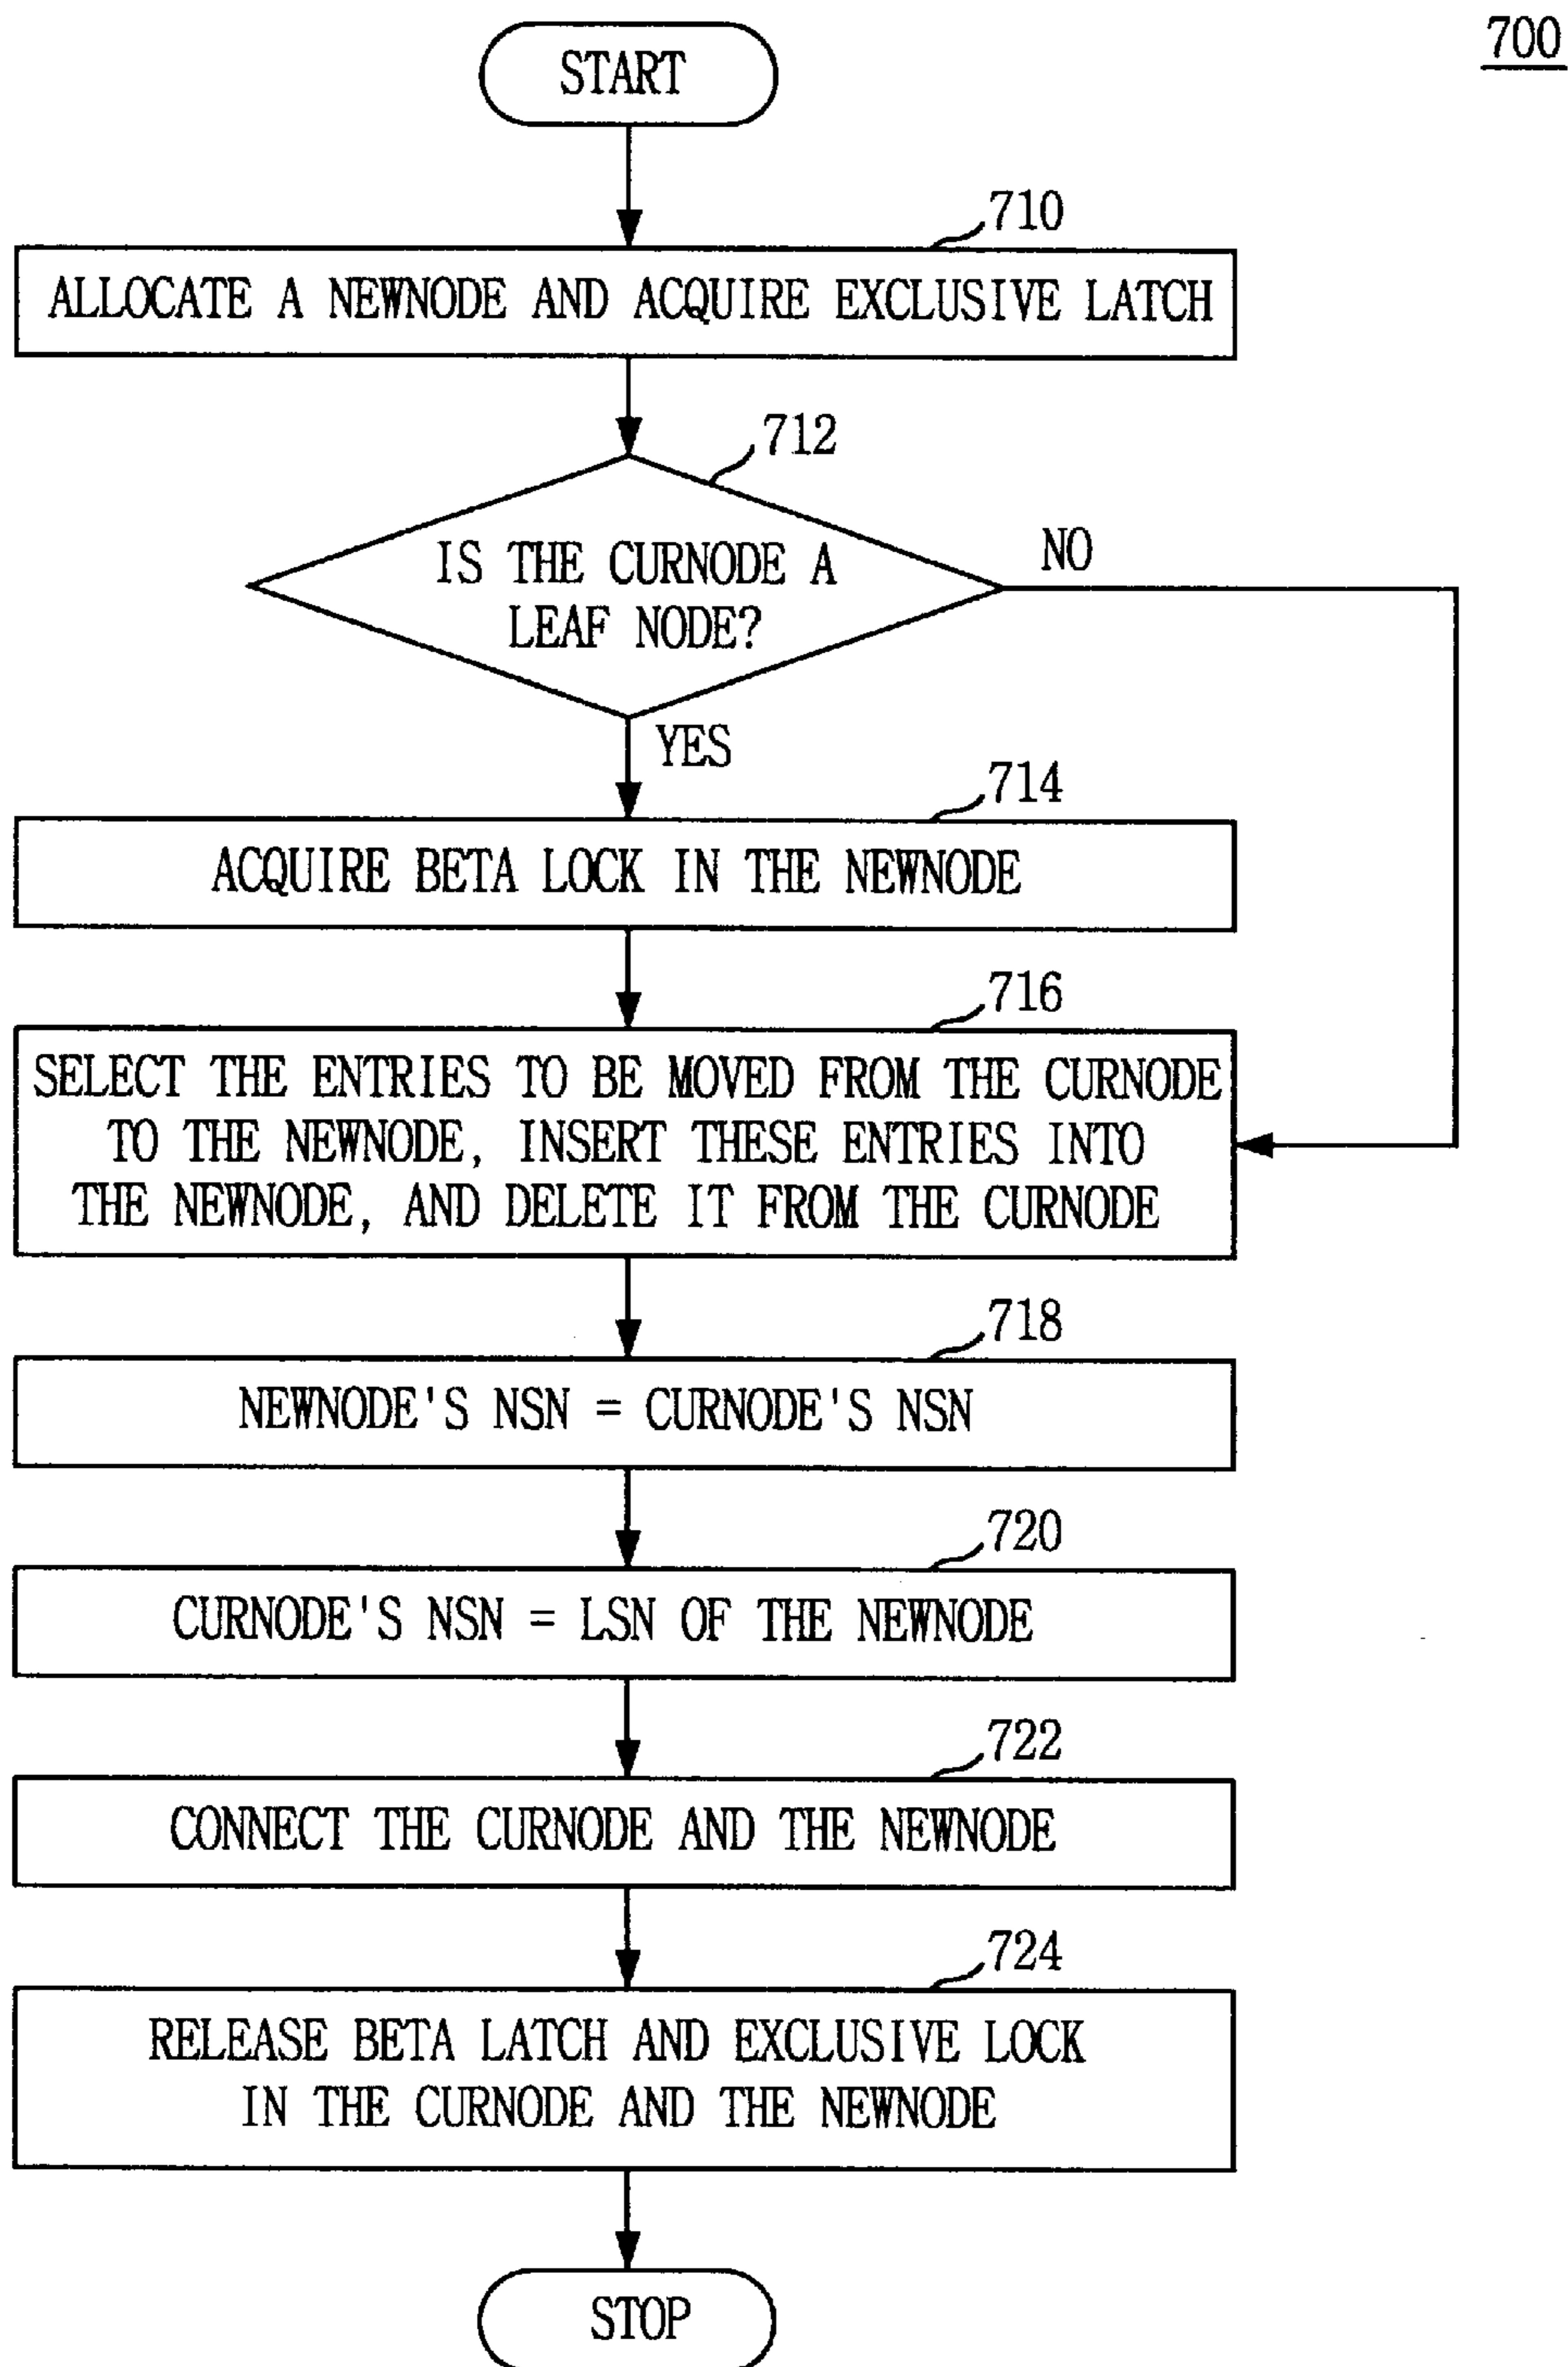 700
START
710
ALLOCATE A NEWNODE AND ACQUIRE EXCLUSIVE LATCH
712
IS THE CURNODE A
LEAF NODE?
NO
YES
714
ACQUIRE BETA LOCK IN THE NEWNODE
716
SELECT THE ENTRIES TO BE MOVED FROM THE CURNODE
TO THE NEWNODE, INSERT THESE ENTRIES INTO
THE NEWNODE, AND DELETE IT FROM THE CURNODE
718
NEWNODE'S NSN = CURNODE'S NSN
720
CURNODE'S NSN = LSN OF THE NEWNODE
722
CONNECT THE CURNODE AND THE NEWNODE
724
RELEASE BETA LATCH AND EXCLUSIVE LOCK
IN THE CURNODE AND THE NEWNODE
STOP